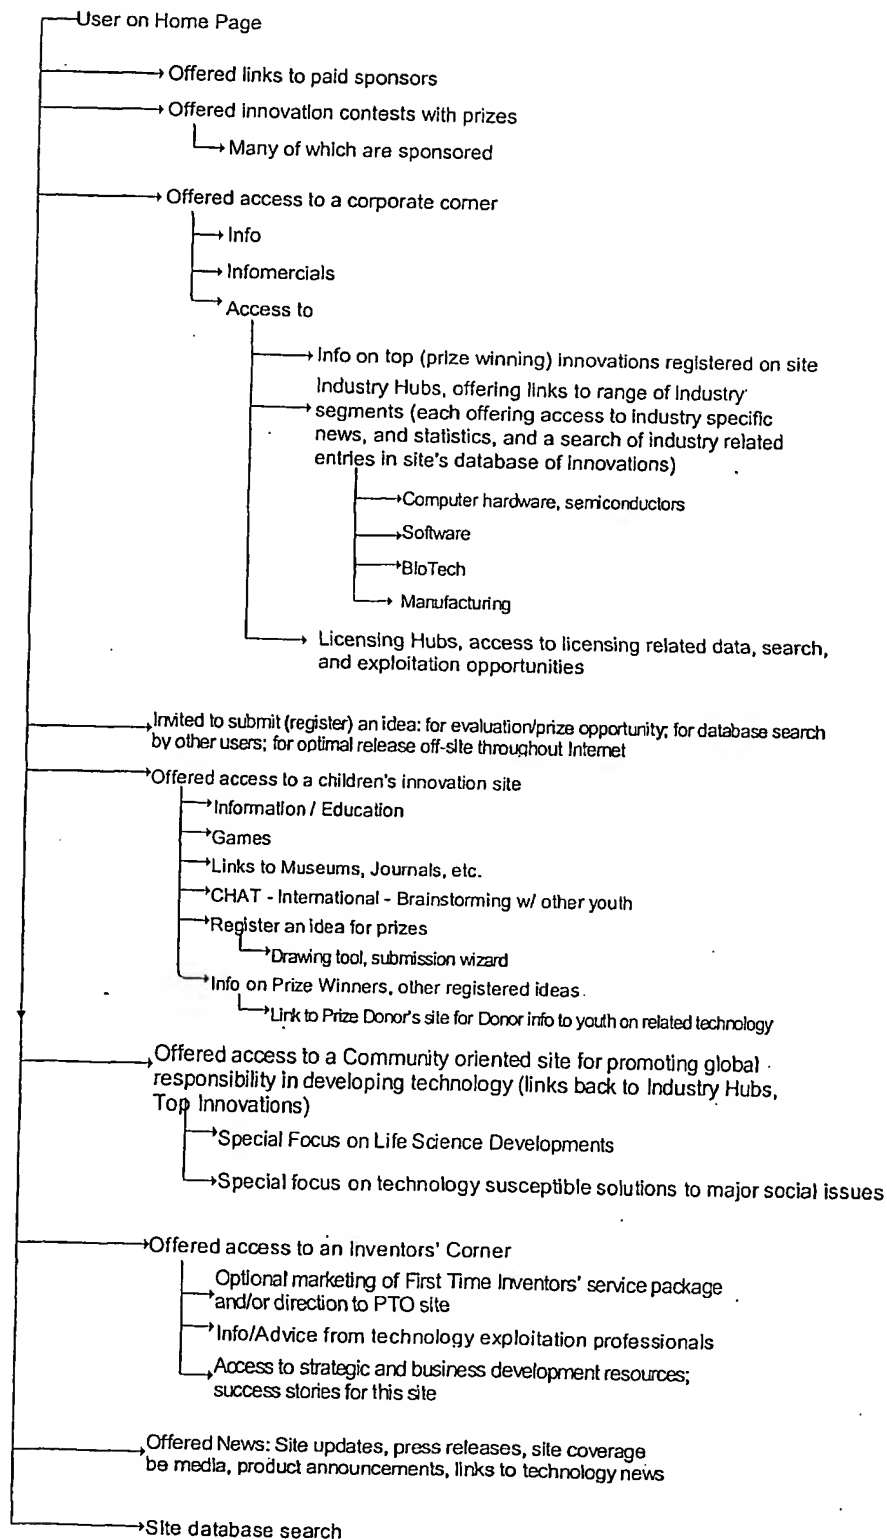 User on Home Page
Offered links to paid sponsors
Offered innovation contests with prizes
Many of which are sponsored
Offered access to a corporate corner
Info
Infomercials
Access to
Info on top (prize winning) innovations registered on site
Industry Hubs, offering links to range of Industry
segments (each offering access to industry specific
news, and statistics, and a search of industry related
entries in site's database of innovations)
Computer hardware, semiconductors
Software
BioTech
Manufacturing
Licensing Hubs, access to licensing related data, search,
and exploitation opportunities
Invited to submit (register) an idea: for evaluation/prize opportunity; for database search
by other users; for optimal release off-site throughout Internet
Offered access to a children's innovation site
Information / Education
Games
Links to Museums, Journals, etc.
CHAT - International - Brainstorming w/ other youth
Register an idea for prizes
Drawing tool, submission wizard
Info on Prize Winners, other registered ideas
Link to Prize Donor's site for Donor info to youth on related technology
Offered access to a Community oriented site for promoting global
responsibility in developing technology (links back to Industry Hubs,
Top Innovations)
Special Focus on Life Science Developments
Special focus on technology susceptible solutions to major social issues
Offered access to an Inventors' Corner
Optional marketing of First Time Inventors' service package
and/or direction to PTO site
Info/Advice from technology exploitation professionals
Access to strategic and business development resources;
success stories for this site
Offered News: Site updates, press releases, site coverage
be media, product announcements, links to technology news
Site database search